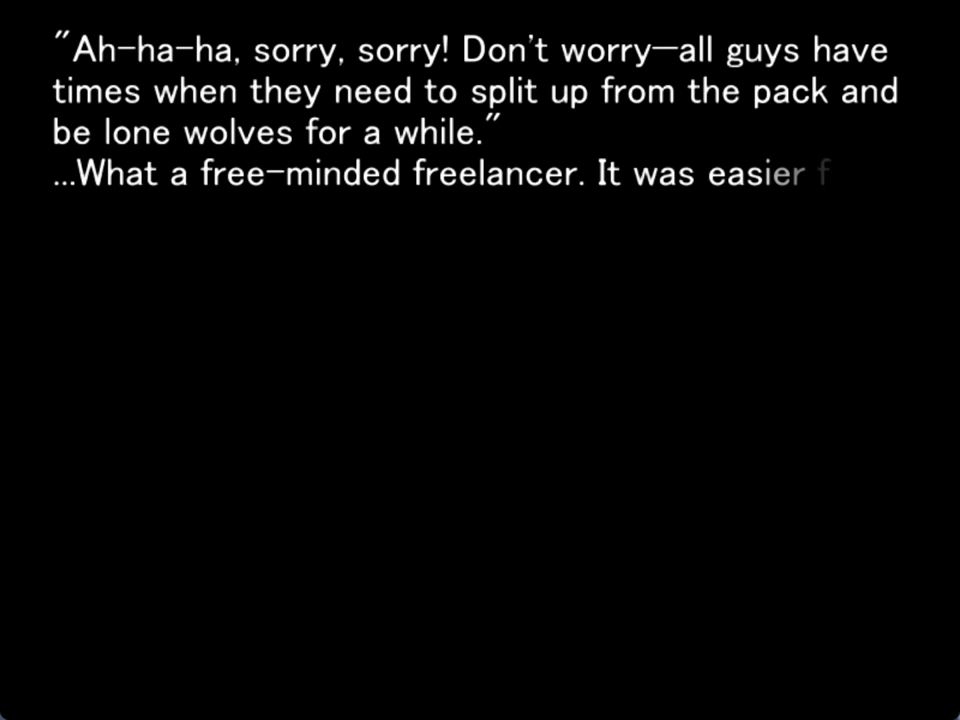 "Ah-ha-ha, sorry, sorry! Don't worry—all guys have
times when they need to split up from the pack and
be lone wolves for a while."
...What a free-minded freelancer. It was easier f